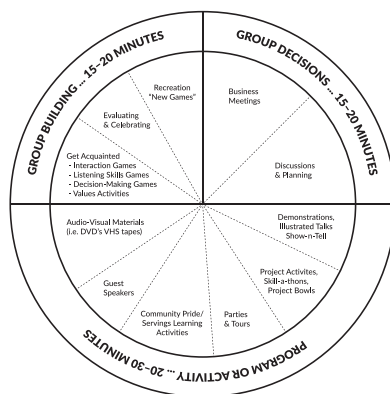 GROUP BUILDING ... 15–20 MINUTES
GROUP DECISIONS ... 15–20 MINUTES
Recreation
"New Games"
Evaluating
& Celebrating
Get Acquainted
- Interaction Games
- Listening Skills Games
- Decision-Making Games
- Values Activities
Business
Meetings
Discussions
& Planning
Audio-Visual Materials
(i.e. DVD's VHS tapes)
Guest
Speakers
Community Pride/
Servings Learning
Activities
Parties
& Tours
Project Activites,
Skill-a-thons,
Project Bowls
Demonstrations,
Illustrated Talks
Show-n-Tell
PROGRAM OR ACTIVITY ... 20–30 MINUTES